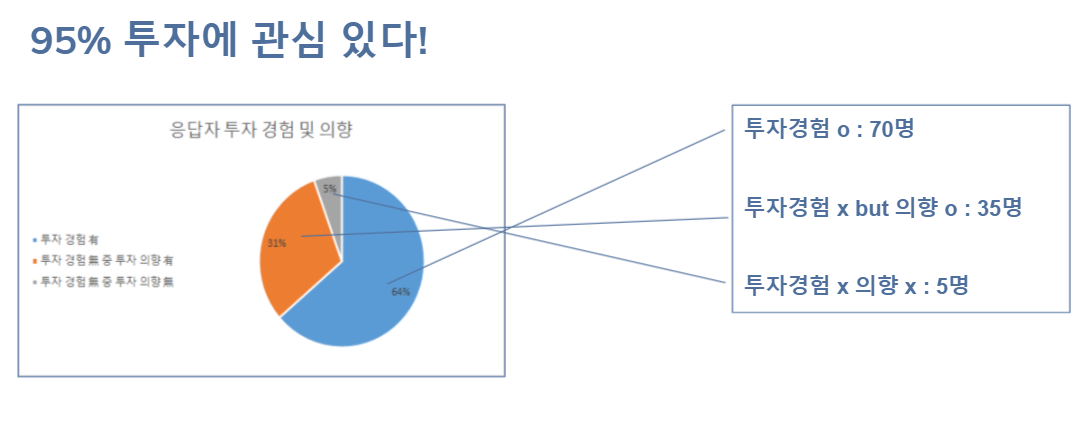 95% 투자에 관심 있다!
응답자 투자 경험 및 의향
투자 경험 有
투자 경험 無 중 투자 의향 有
투자 경험 無 중 투자 의향 無
5%
31%
64%
투자경험 o : 70명
투자경험 x but 의향 o : 35명
투자경험 x 의향 x : 5명